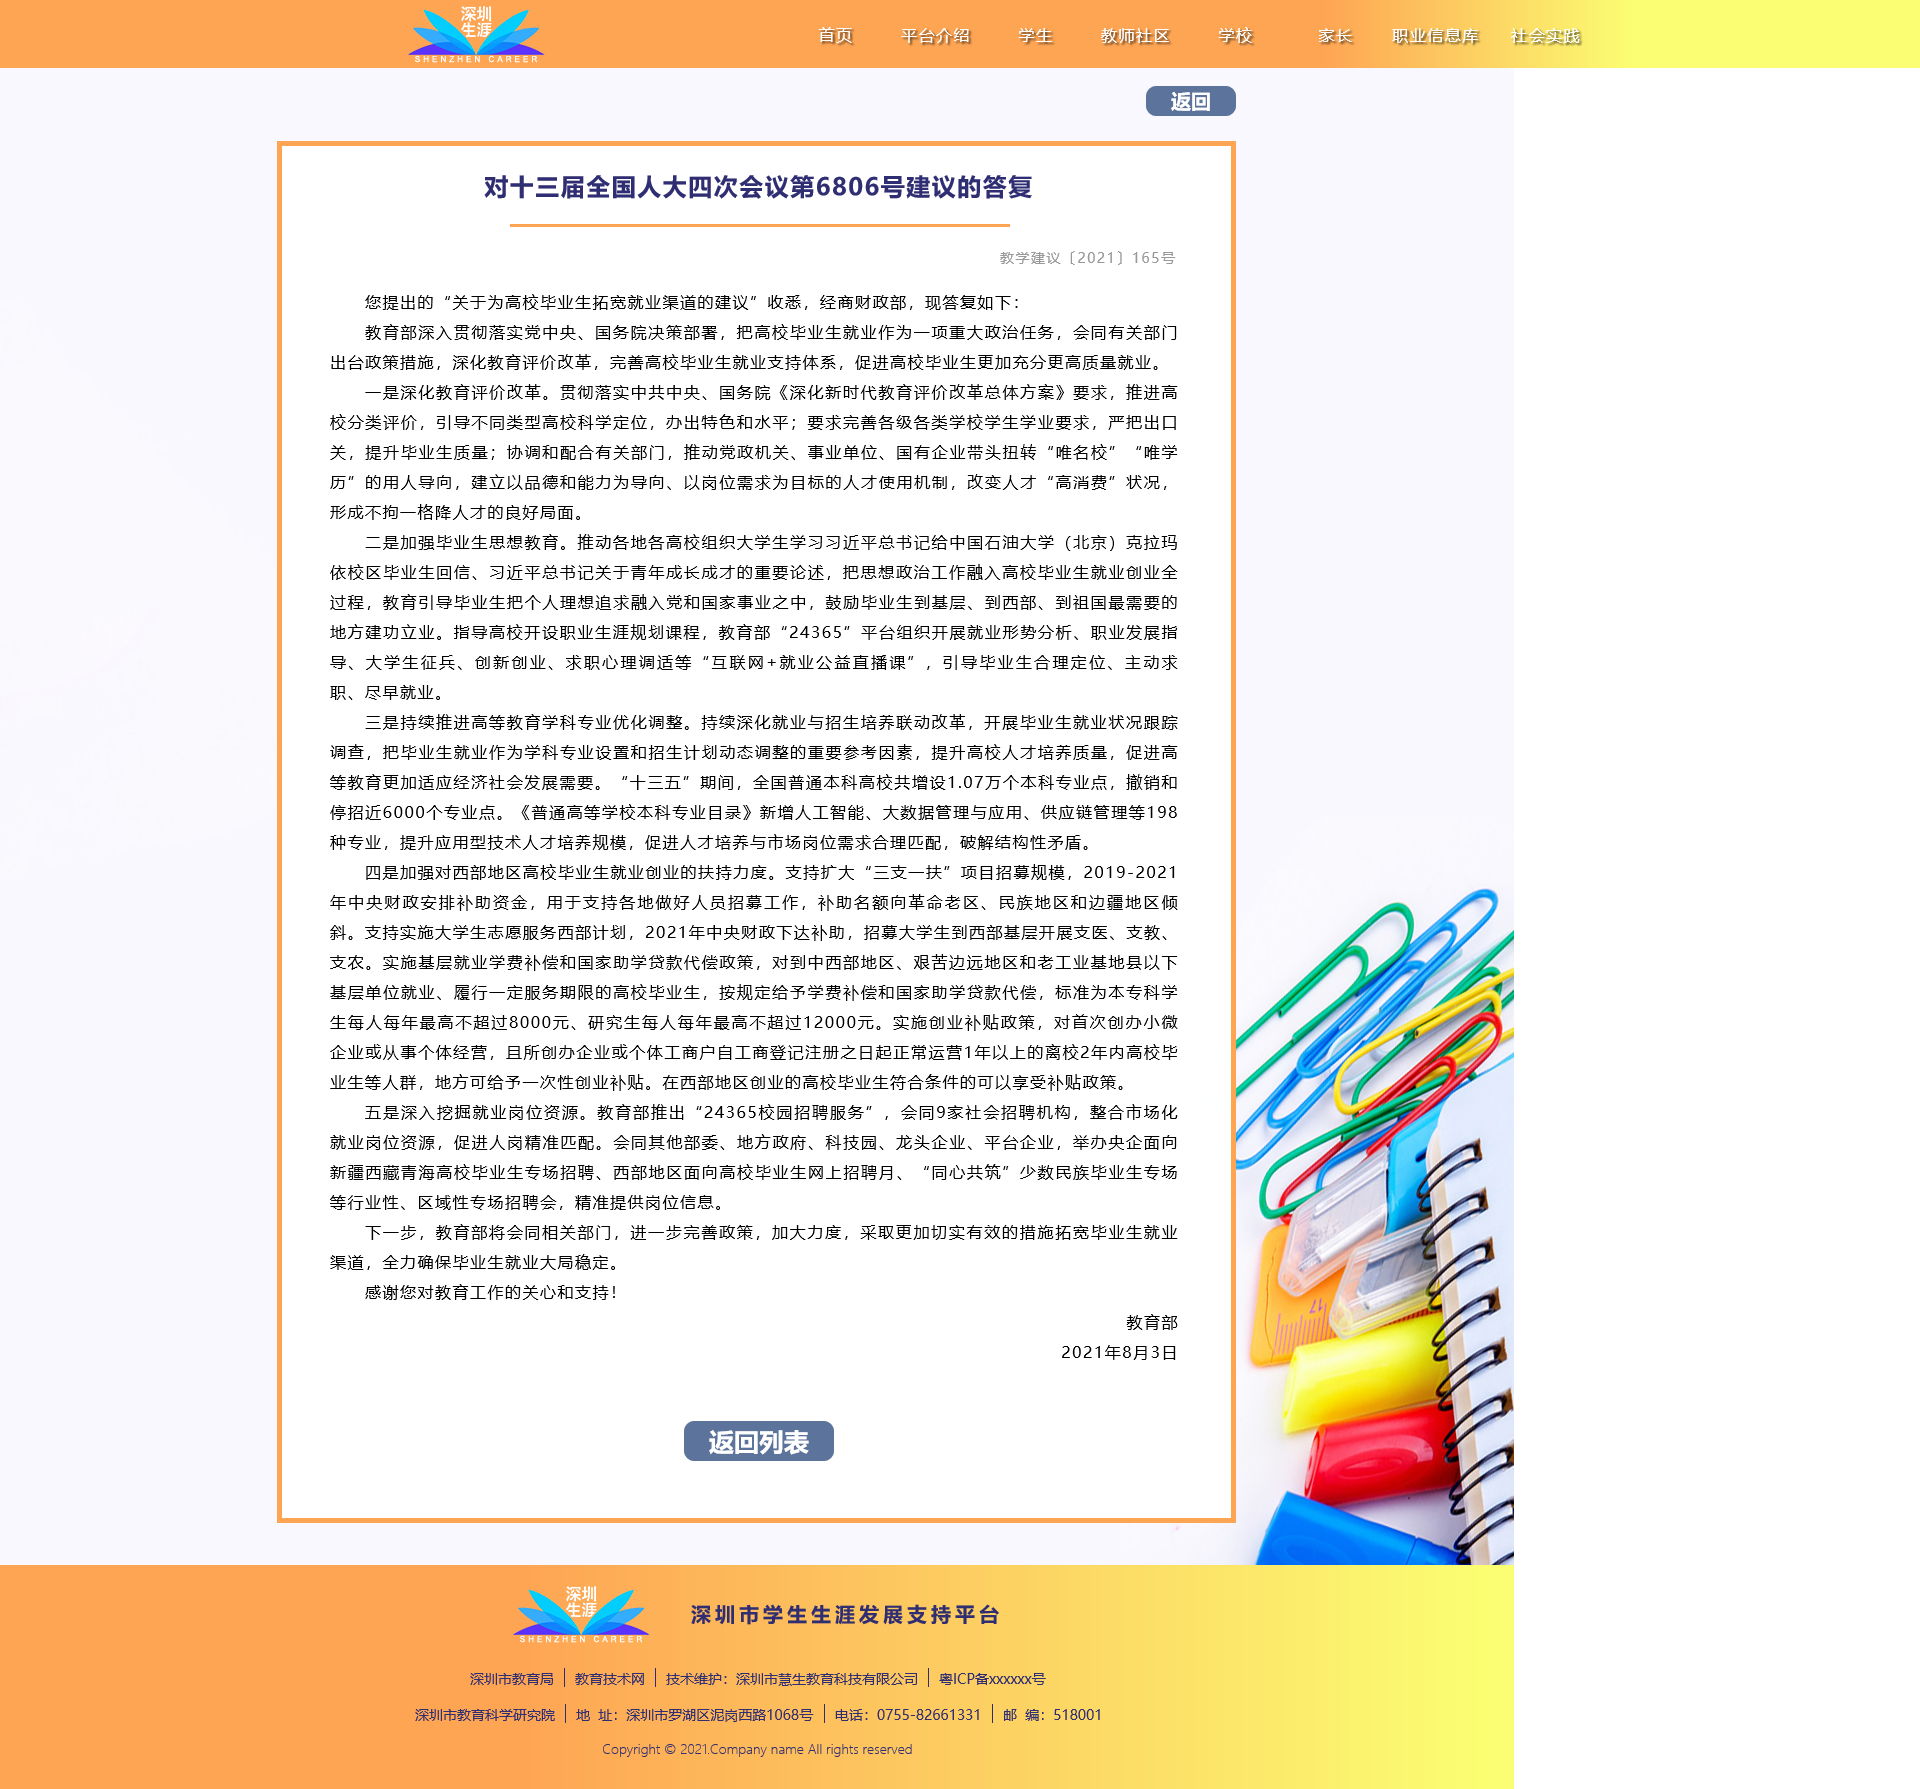 深圳
生涯
SHENZHEN CAREER
首页 平台介绍 学生 教师社区 学校 家长 职业信息库 社会实践
返回
对十三届全国人大四次会议第6806号建议的答复
教学建议〔2021〕165号
您提出的“关于为高校毕业生拓宽就业渠道的建议”收悉，经商财政部，现答复如下：
教育部深入贯彻落实党中央、国务院决策部署，把高校毕业生就业作为一项重大政治任务，会同有关部门
出台政策措施，深化教育评价改革，完善高校毕业生就业支持体系，促进高校毕业生更加充分更高质量就业。
一是深化教育评价改革。贯彻落实中共中央、国务院《深化新时代教育评价改革总体方案》要求，推进高
校分类评价，引导不同类型高校科学定位，办出特色和水平；要求完善各级各类学校学生学业要求，严把出口
关，提升毕业生质量；协调和配合有关部门，推动党政机关、事业单位、国有企业带头扭转“唯名校”“唯学
历”的用人导向，建立以品德和能力为导向、以岗位需求为目标的人才使用机制，改变人才“高消费”状况，
形成不拘一格降人才的良好局面。
二是加强毕业生思想教育。推动各地各高校组织大学生学习习近平总书记给中国石油大学（北京）克拉玛
依校区毕业生回信、习近平总书记关于青年成长成才的重要论述，把思想政治工作融入高校毕业生就业创业全
过程，教育引导毕业生把个人理想追求融入党和国家事业之中，鼓励毕业生到基层、到西部、到祖国最需要的
地方建功立业。指导高校开设职业生涯规划课程，教育部“24365”平台组织开展就业形势分析、职业发展指
导、大学生征兵、创新创业、求职心理调适等“互联网+就业公益直播课”，引导毕业生合理定位、主动求
职、尽早就业。
三是持续推进高等教育学科专业优化调整。持续深化就业与招生培养联动改革，开展毕业生就业状况跟踪
调查，把毕业生就业作为学科专业设置和招生计划动态调整的重要参考因素，提升高校人才培养质量，促进高
等教育更加适应经济社会发展需要。“十三五”期间，全国普通本科高校共增设1.07万个本科专业点，撤销和
停招近6000个专业点。《普通高等学校本科专业目录》新增人工智能、大数据管理与应用、供应链管理等198
种专业，提升应用型技术人才培养规模，促进人才培养与市场岗位需求合理匹配，破解结构性矛盾。
四是加强对西部地区高校毕业生就业创业的扶持力度。支持扩大“三支一扶”项目招募规模，2019-2021
年中央财政安排补助资金，用于支持各地做好人员招募工作，补助名额向革命老区、民族地区和边疆地区倾
斜。支持实施大学生志愿服务西部计划，2021年中央财政下达补助，招募大学生到西部基层开展支医、支教、
支农。实施基层就业学费补偿和国家助学贷款代偿政策，对到中西部地区、艰苦边远地区和老工业基地县以下
基层单位就业、履行一定服务期限的高校毕业生，按规定给予学费补偿和国家助学贷款代偿，标准为本专科学
生每人每年最高不超过8000元、研究生每人每年最高不超过12000元。实施创业补贴政策，对首次创办小微
企业或从事个体经营，且所创办企业或个体工商户自工商登记注册之日起正常运营1年以上的离校2年内高校毕
业生等人群，地方可给予一次性创业补贴。在西部地区创业的高校毕业生符合条件的可以享受补贴政策。
五是深入挖掘就业岗位资源。教育部推出“24365校园招聘服务”，会同9家社会招聘机构，整合市场化
就业岗位资源，促进人岗精准匹配。会同其他部委、地方政府、科技园、龙头企业、平台企业，举办央企面向
新疆西藏青海高校毕业生专场招聘、西部地区面向高校毕业生网上招聘月、“同心共筑”少数民族毕业生专场
等行业性、区域性专场招聘会，精准提供岗位信息。
下一步，教育部将会同相关部门，进一步完善政策，加大力度，采取更加切实有效的措施拓宽毕业生就业
渠道，全力确保毕业生就业大局稳定。
感谢您对教育工作的关心和支持！
教育部
2021年8月3日
17
返回列表
深圳
生涯
SHENZHEN CAREER
深圳市学生生涯发展支持平台
深圳市教育局 教育技术网 技术维护：深圳市慧生教育科技有限公司 粤ICP备xxxxxx号
深圳市教育科学研究院 地 址：深圳市罗湖区泥岗西路1068号 电话：0755-82661331 邮 编：518001
Copyright © 2021.Company name All rights reserved